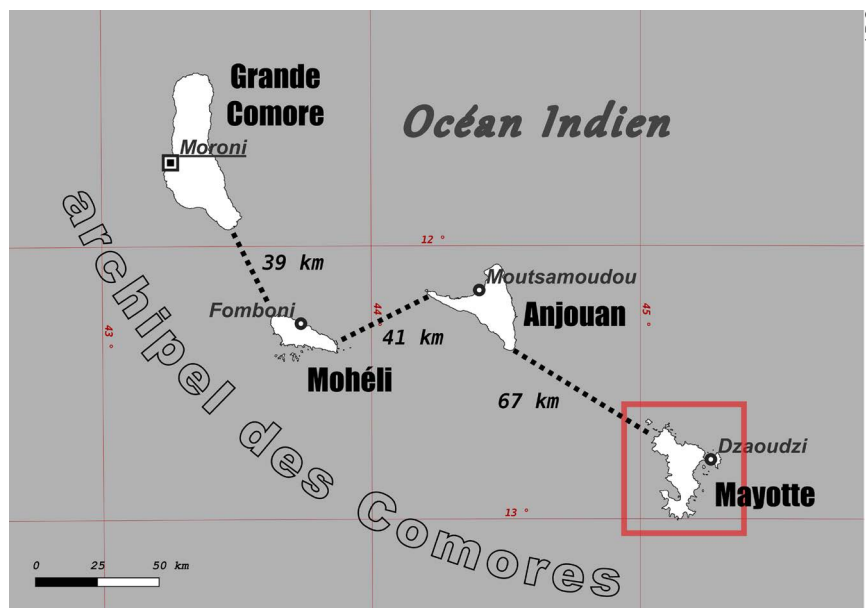 Grande
Comore
Océan Indien
Moroni
12 °
39 km
Moutsamoudou
Fomboni
44 °
Anjouan
43 °
45 °
41 km
Mohéli
67 km
archipel des Comores
Dzaoudzi
Mayotte
13 °
0 25 50 km